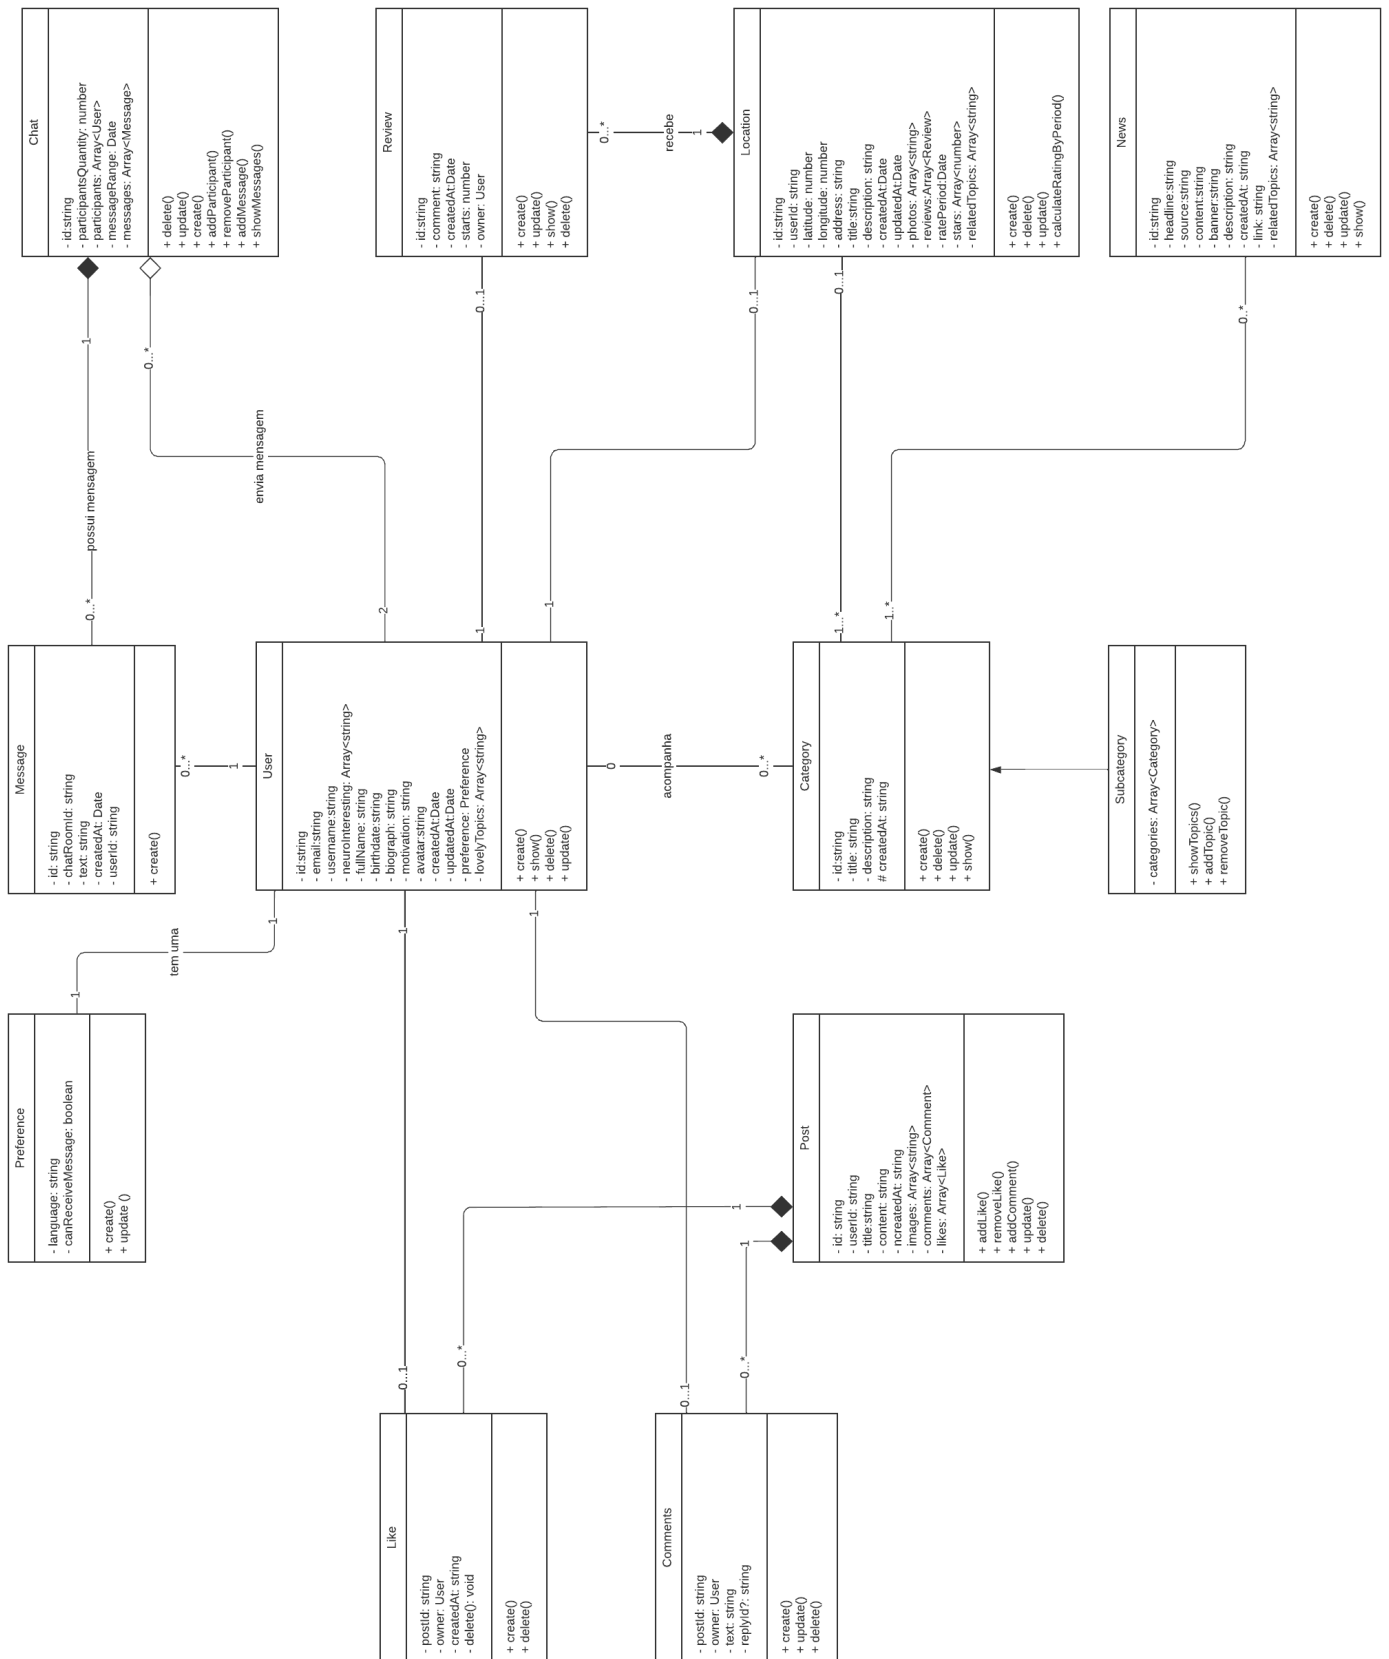 Chat
- id:string
- participantsQuantity: number
- participants: Array<User>
- messageRange: Date
- messages: Array<Message>
+ delete()
+ update()
+ create()
+ addParticipant()
+ removeParticipant()
+ addMessage()
+ showMessages()
Review
- id:string
- comment: string
- createdAt:Date
- starts: number
- owner: User
+ create()
+ update()
+ show()
+ delete()
0...*
recebe
1
Location
- id:string
- userId: string
- latitude: number
- longitude: number
- address: string
- title:string
- description: string
- createdAt:Date
- updatedAt:Date
- photos: Array<string>
- reviews:Array<Review>
- ratePeriod:Date
- stars: Array<number>
- relatedTopics: Array<string>
+ create()
+ delete()
+ update()
+ calculateRatingByPeriod()
News
- id:string
- headline:string
- source:string
- content:string
- banner:string
- description: string
- createdAt: string
- link: string
- relatedTopics: Array<string>
+ create()
+ delete()
+ update()
+ show()
1
possui mensagem
0...*
0...*
envia mensagem
2
0...1
1
0...1
1
0...1
1...*
0...*
1...*
Message
- id: string
- chatRoomId: string
- text: string
- createdAt: Date
- userId: string
+ create()
0...*
1
User
- id:string
- email:string
- username:string
- neuroInteresting: Array<string>
- fullName: string
- birthdate:string
- biograph: string
- motivation: string
- avatar:string
- createdAt:Date
- updatedAt:Date
- preference: Preference
- lovelyTopics: Array<string>
+ create()
+ show()
+ delete()
+ update()
0
acompanha
0...*
Category
- id:string
- title: string
- description: string
# createdAt: string
+ create()
+ delete()
+ update()
+ show()
Subcategory
- categories: Array<Category>
+ showTopics()
+ addTopic()
+ removeTopic()
1
tem uma
1
1
0...1
1
0...1
Preference
- language: string
- canReceiveMessage: boolean
+ create()
+ update ()
Post
- id: string
- userId: string
- title:string
- content: string
- ncreatedAt: string
- images: Array<string>
- comments: Array<Comment>
- likes: Array<Like>
+ addLike()
+ removeLike()
+ addComment()
+ update()
+ delete()
1
0...*
1
0...*
Like
- postId: string
- owner: User
- createdAt: string
- delete(): void
+ create()
+ delete()
Comments
- postId: string
- owner: User
- text: string
- replyId?: string
+ create()
+ update()
+ delete()